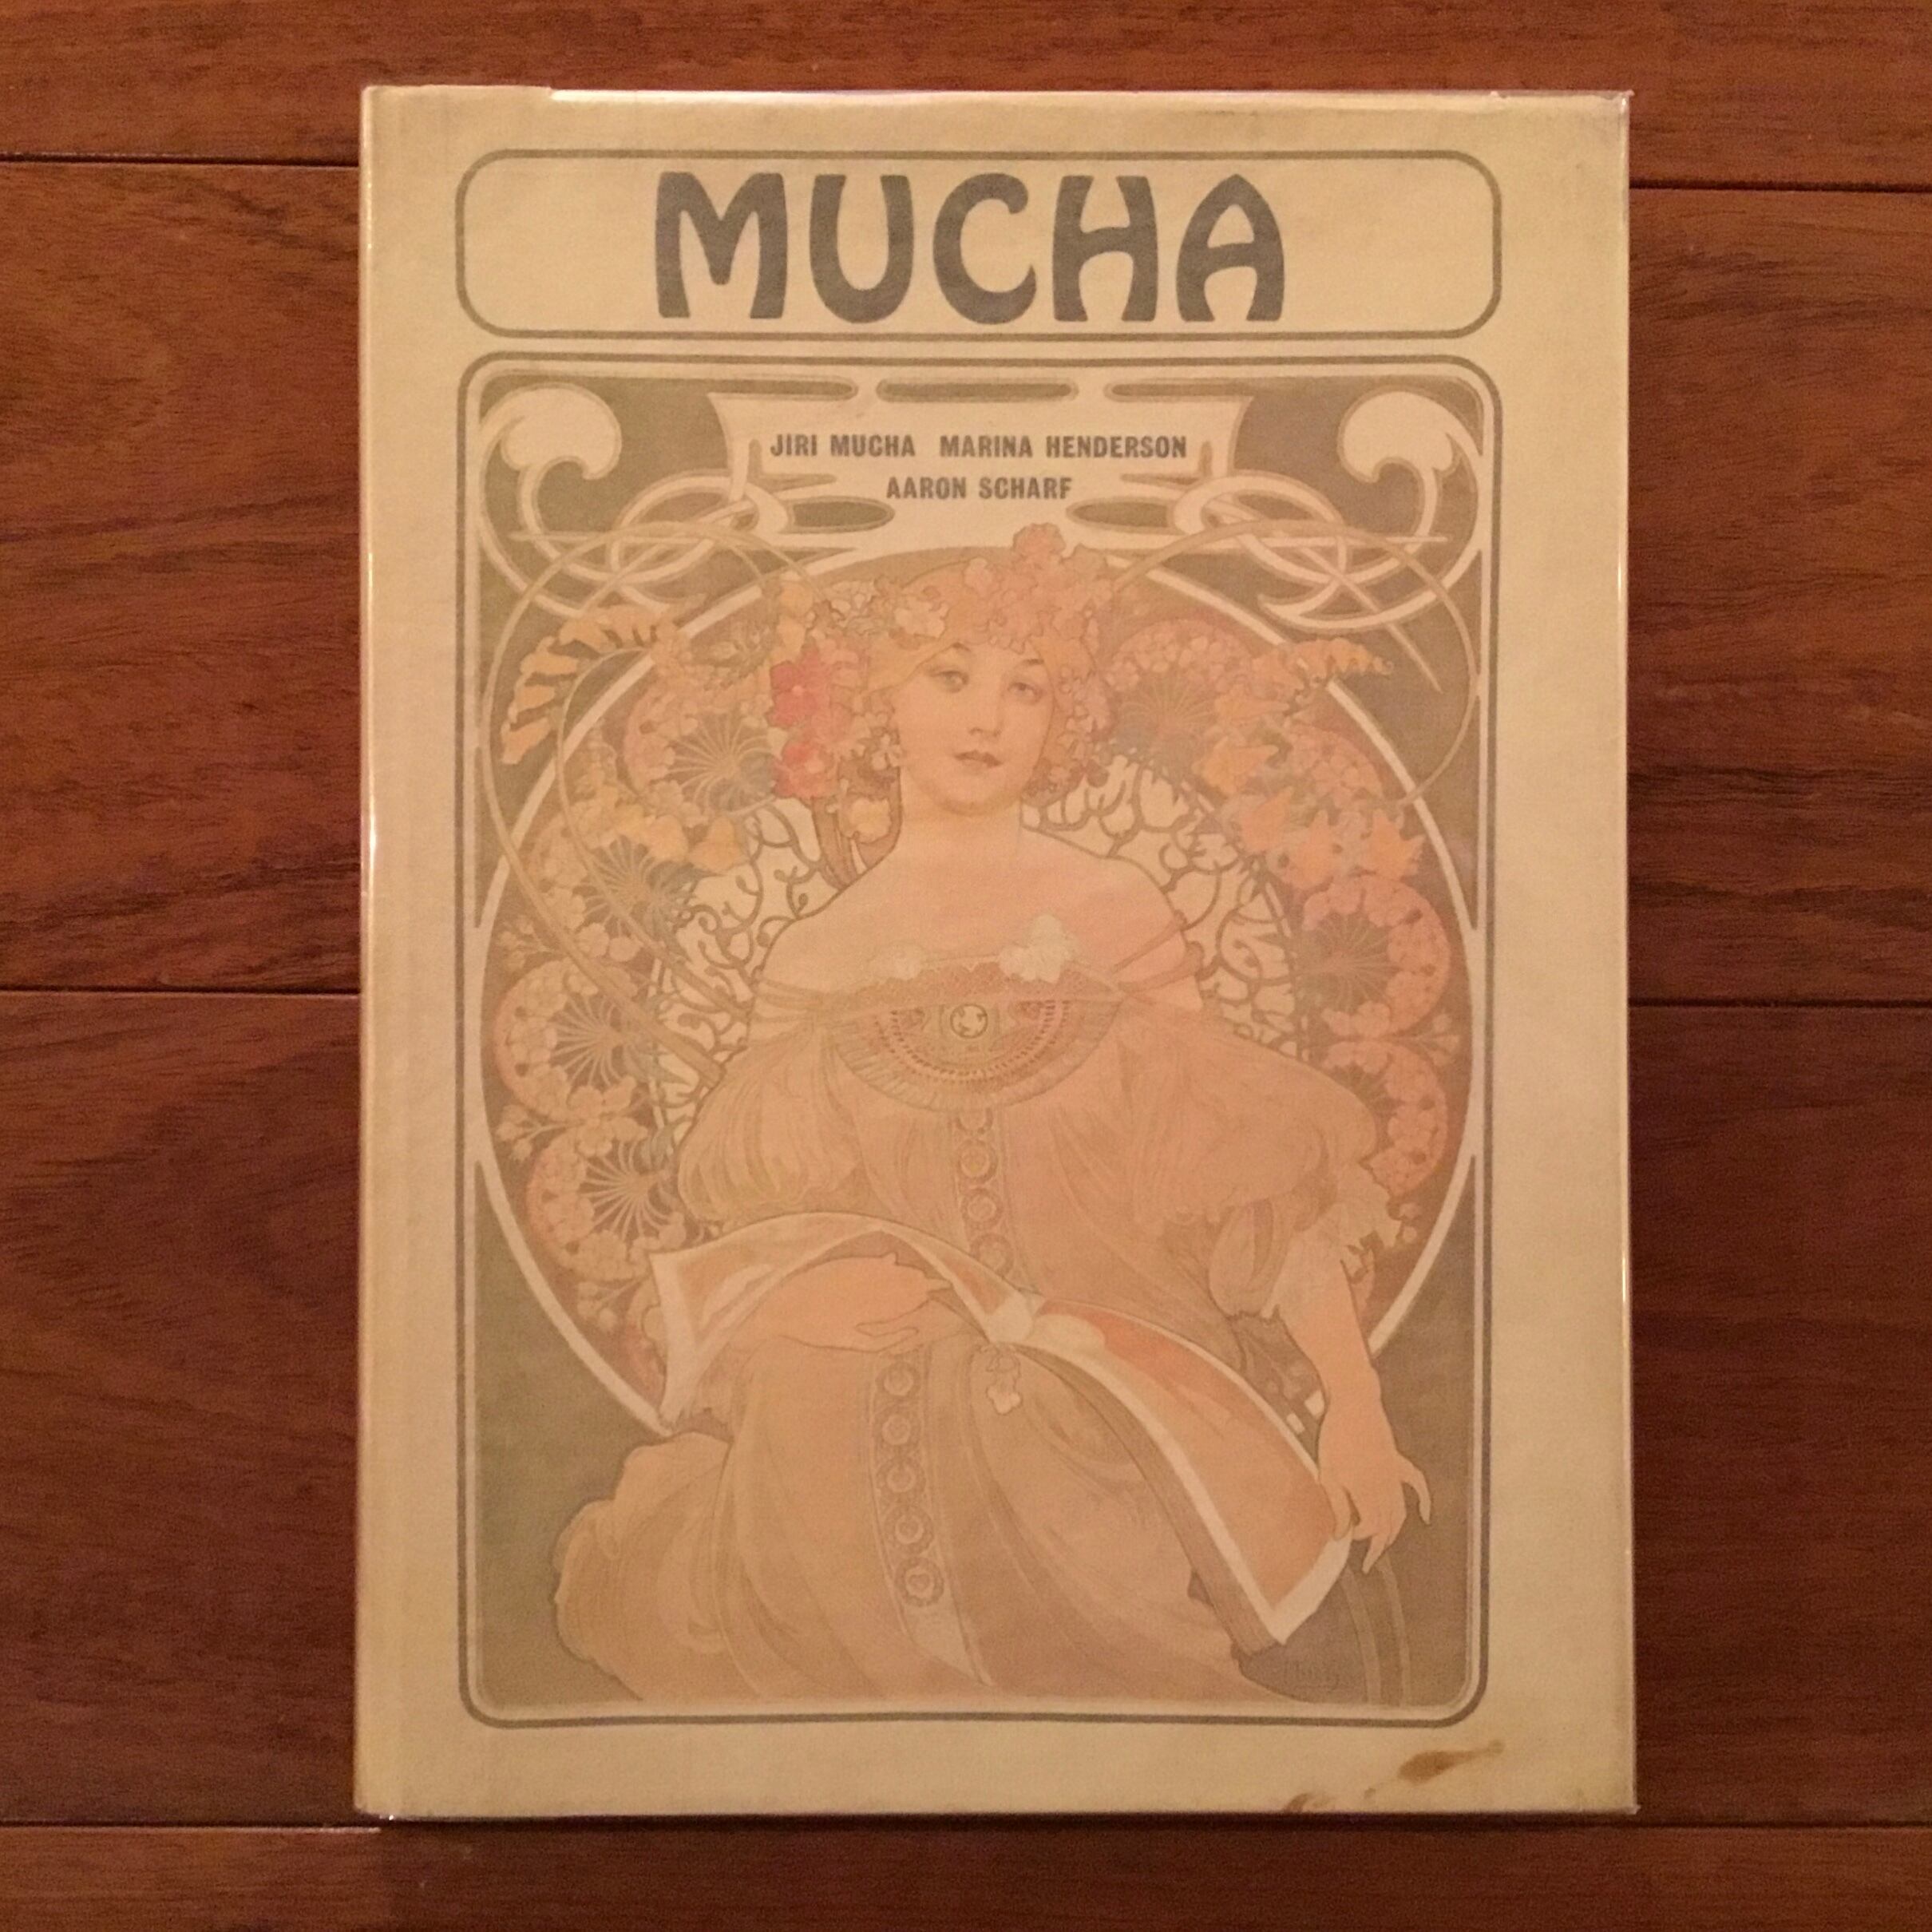 MUCHA
JIRI MUCHA MARINA HENDERSON
AARON SCHARF